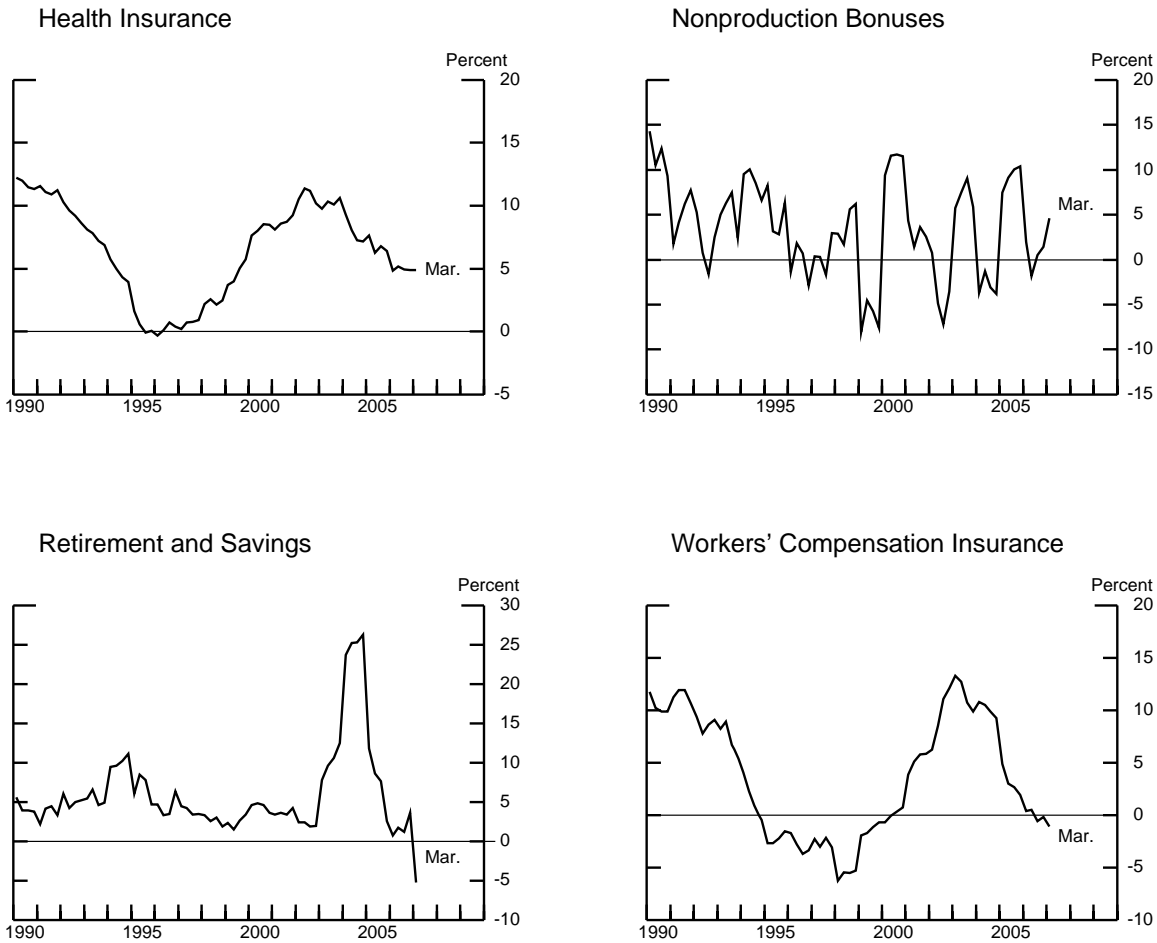 Health Insurance
Percent
20
15
10
5
0
-5
Mar.
1990 1995 2000 2005
Nonproduction Bonuses
Percent
20
15
10
5
0
-5
-10
-15
Mar.
1990 1995 2000 2005
Retirement and Savings
Percent
30
25
20
15
10
5
0
-5
-10
Mar.
1990 1995 2000 2005
Workers’ Compensation Insurance
Percent
20
15
10
5
0
-5
-10
Mar.
1990 1995 2000 2005